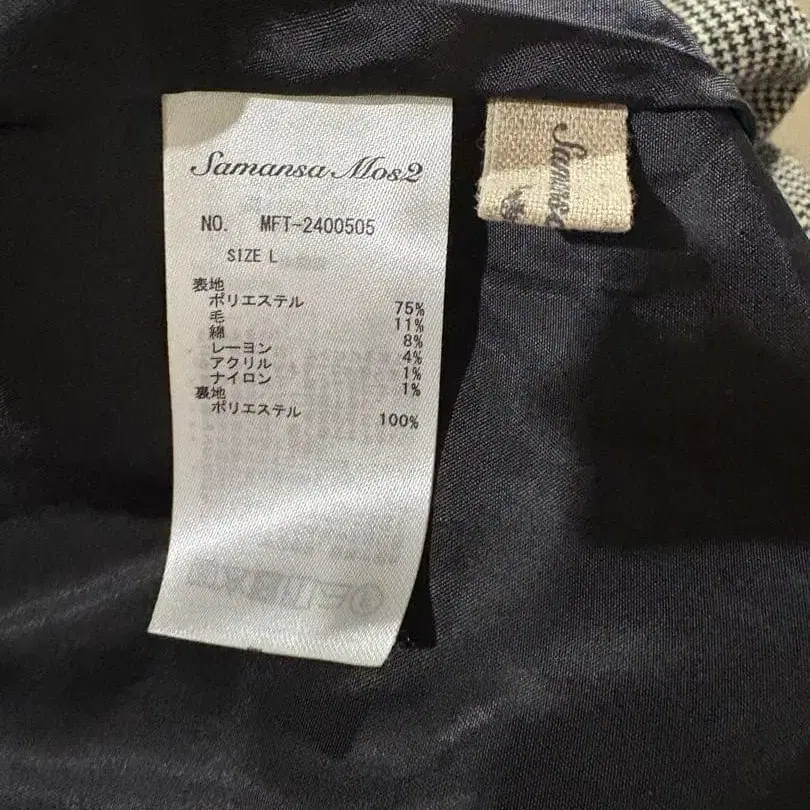 Samansa Mos2
NO. MFT-2400505
SIZE L
表地
ポリエステル 75%
毛 11%
綿 8%
レーヨン 4%
アクリル 1%
ナイロン 1%
裏地
ポリエステル 100%